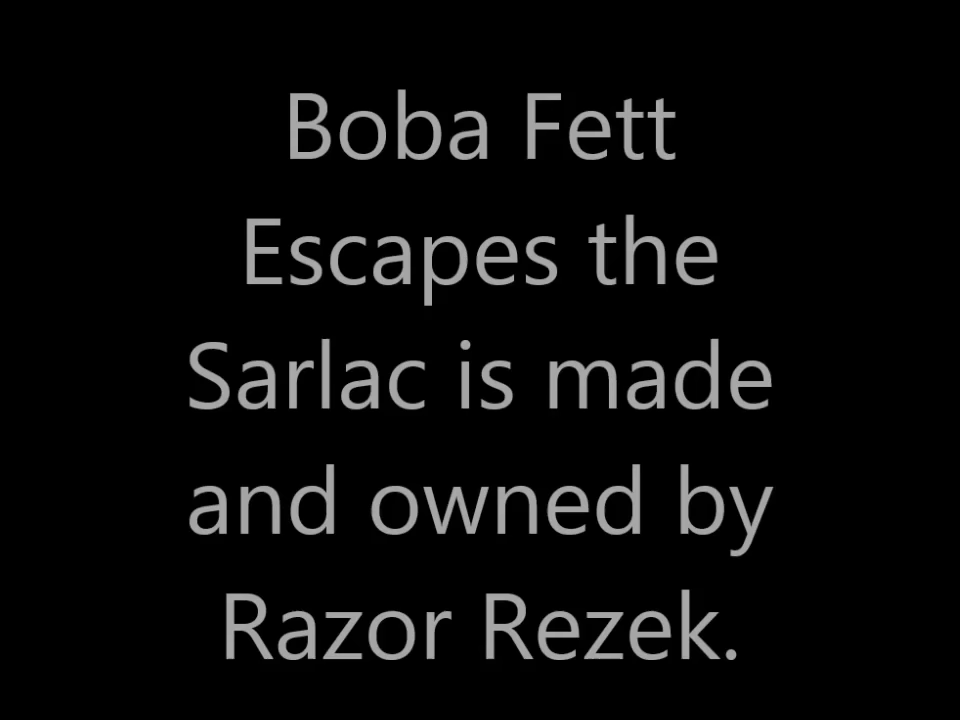 Boba Fett
Escapes the
Sarlac is made
and owned by
Razor Rezek.